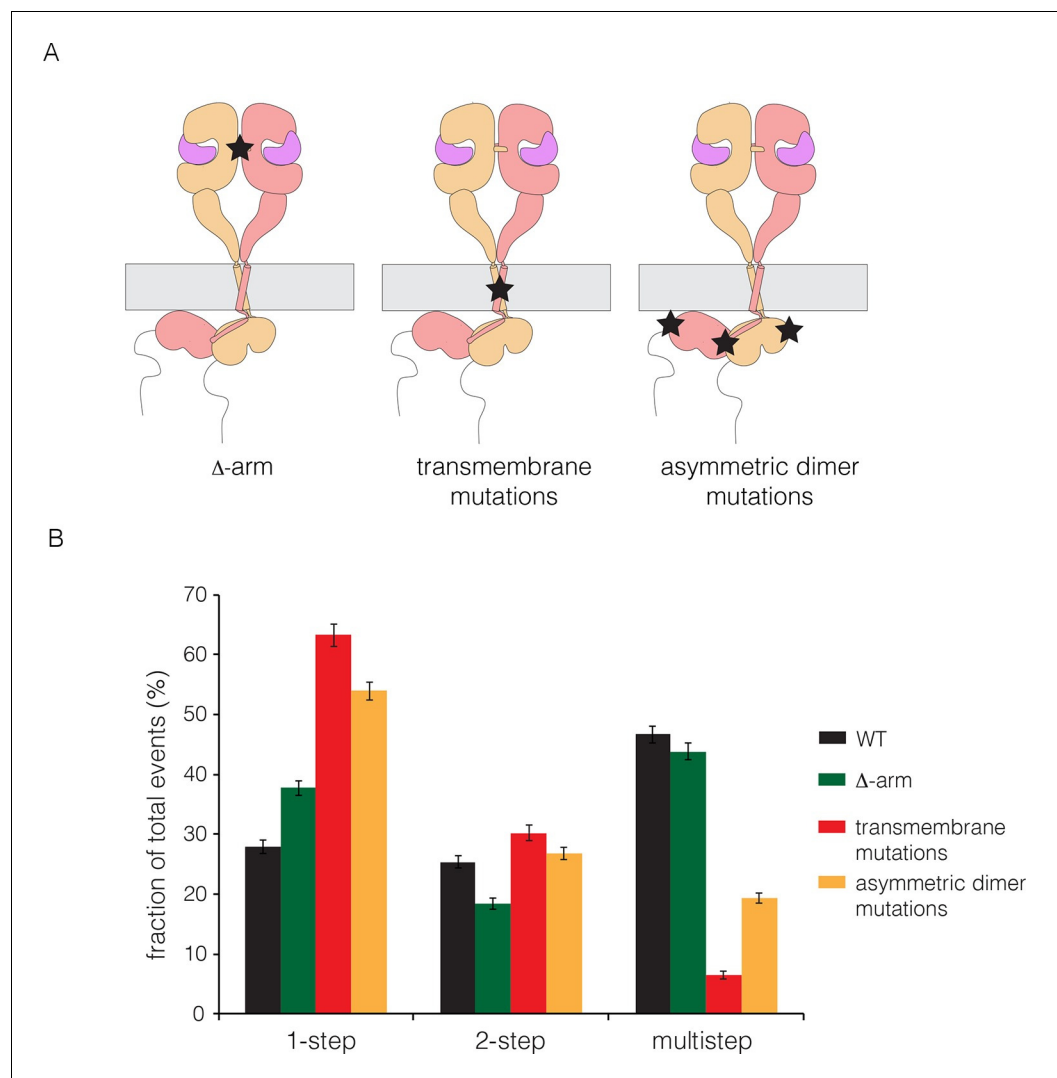 A
Δ-arm
transmembrane
mutations
asymmetric dimer
mutations
B
fraction of total events (%)
70
60
50
40
30
20
10
0
1-step
2-step
multistep
WT
Δ-arm
transmembrane
mutations
asymmetric dimer
mutations